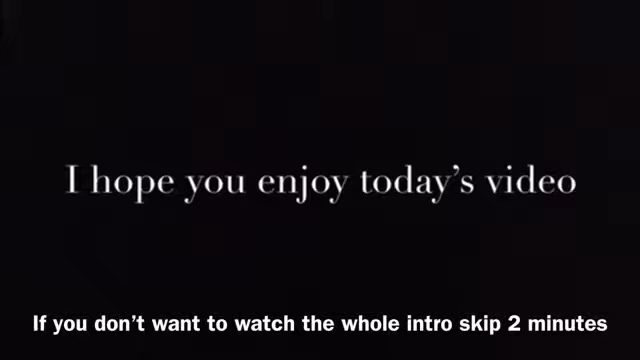 I hope you enjoy today's video
If you don't want to watch the whole intro skip 2 minutes